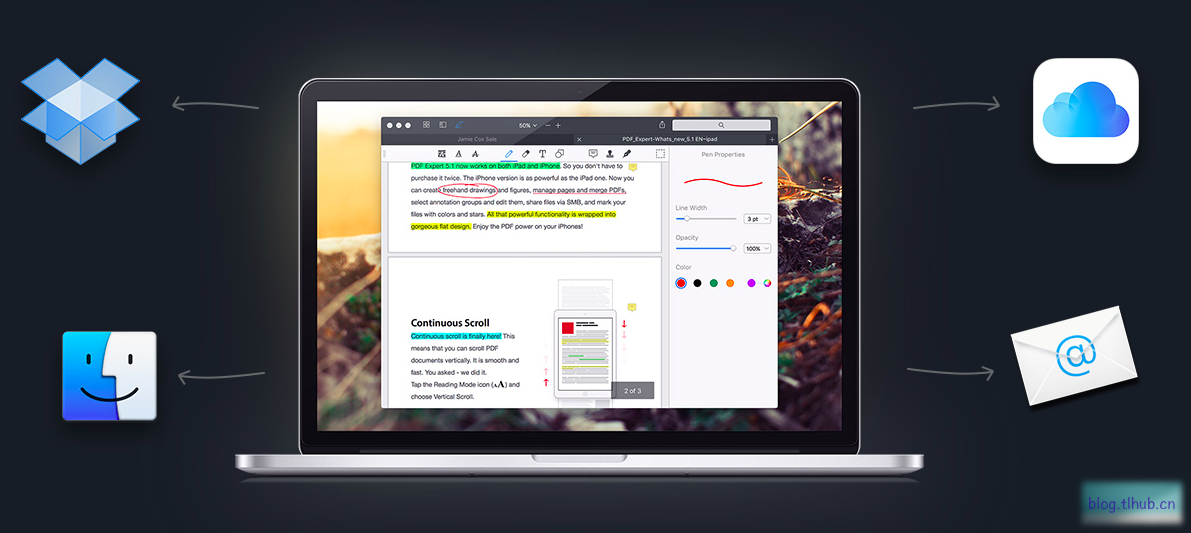 50%
Jamie Cox Sale
PDF_Expert-Whats_new_5.1 EN-ipad
Pen Properties
PDF Expert 5.1 now works on both iPad and iPhone. So you don't have to
purchase it twice. The iPhone version is as powerful as the iPad one. Now you
can create freehand drawings and figures, manage pages and merge PDFs,
select annotation groups and edit them, share files via SMB, and mark your
files with colors and stars. All that powerful functionality is wrapped into
gorgeous flat design. Enjoy the PDF power on your iPhones!
Line Width
3 pt
Opacity
100%
Color
Continuous Scroll
Continuous scroll is finally here! This
means that you can scroll PDF
documents vertically. It is smooth and
fast. You asked - we did it.
Tap the Reading Mode icon (AA) and
choose Vertical Scroll.
2 of 3
@
blog.tlhub.cn